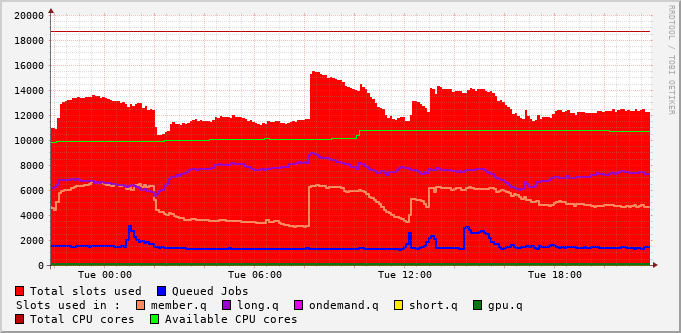 20000
18000
16000
14000
12000
10000
8000
6000
4000
2000
0
Tue 00:00 Tue 06:00 Tue 12:00 Tue 18:00
RRDTOOL / TOBI OETIKER
Total slots used Queued Jobs
Slots used in : member.q long.q ondemand.q short.q gpu.q
Total CPU cores Available CPU cores